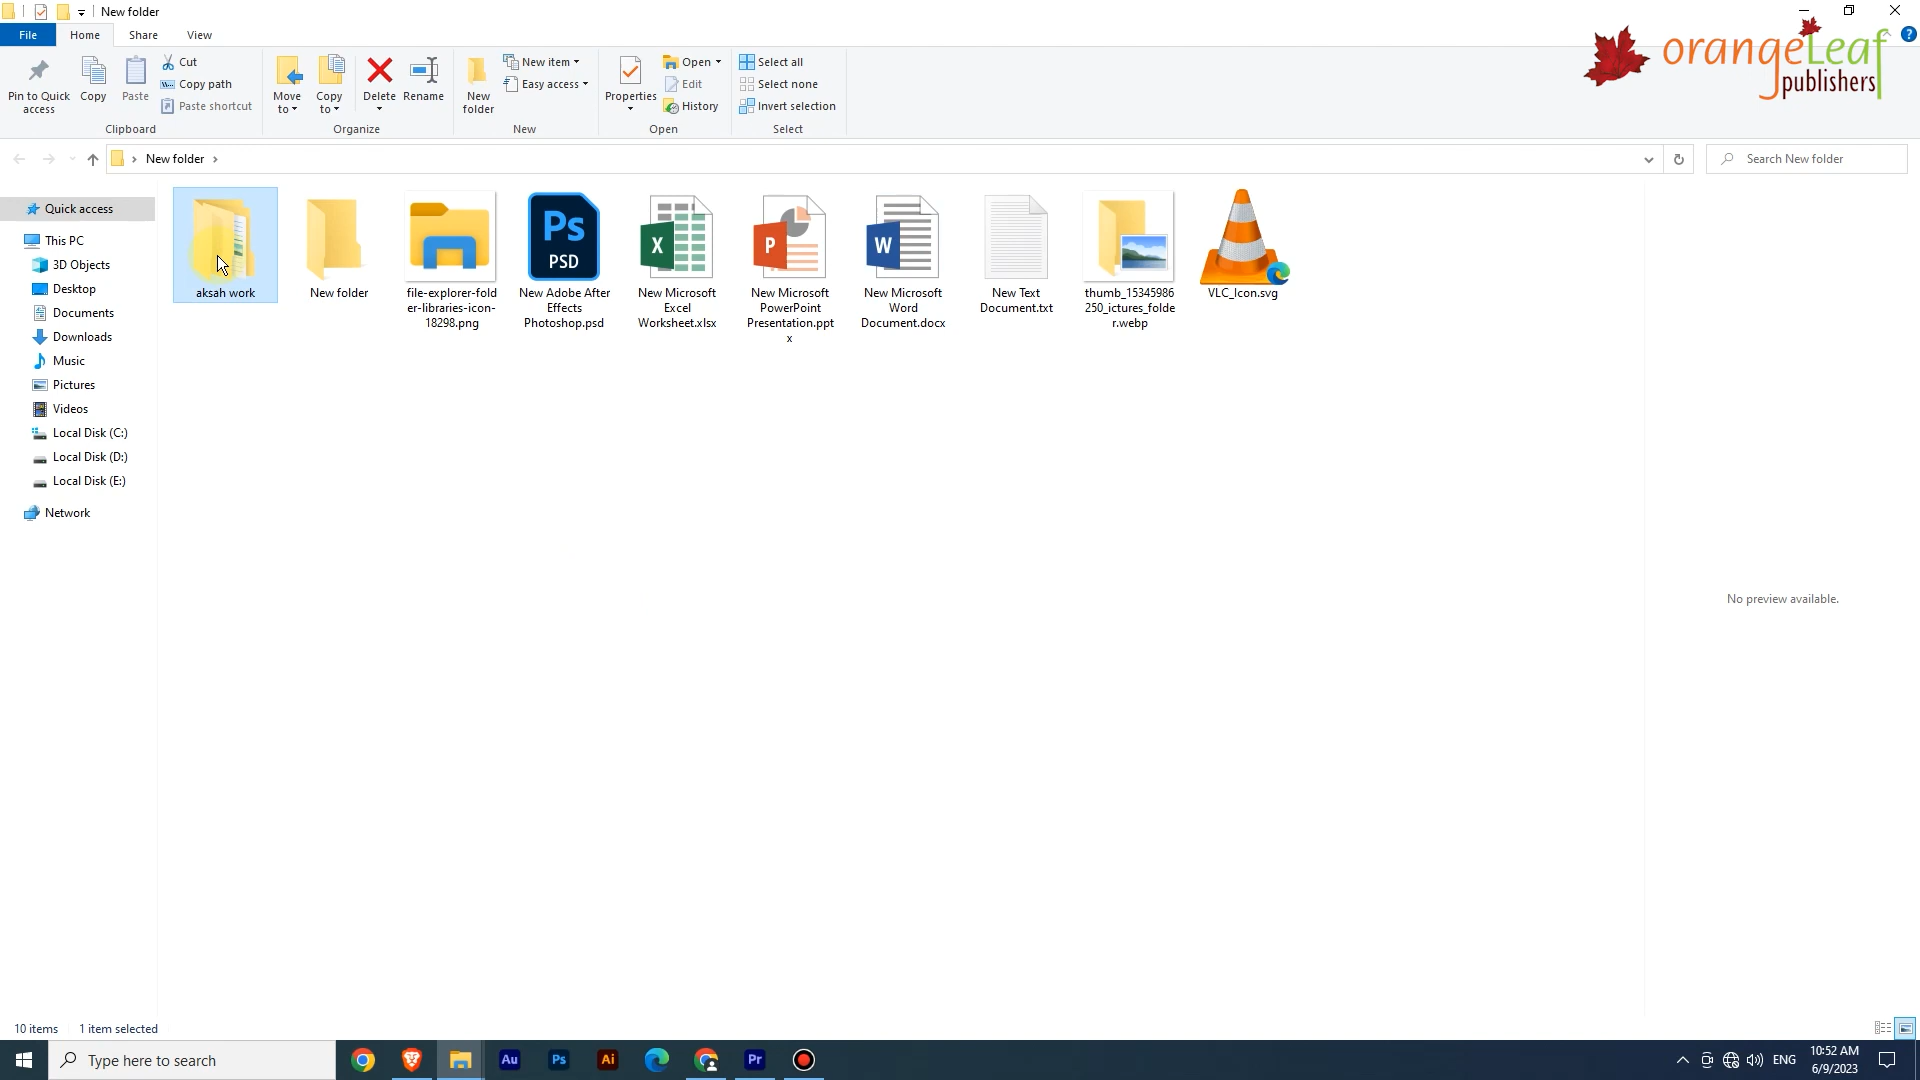 New folder
File Home Share View
orangeLeaf
publishers
Pin to Quick
access
Copy
Paste
Cut
Copy path
Paste shortcut
Clipboard
Move
to
Copy
to
Delete
Rename
Organize
New
folder
New item
Easy access
New
Properties
Open
Edit
History
Open
Select all
Select none
Invert selection
Select
New folder
Search New folder
Quick access
This PC
3D Objects
Desktop
Documents
Downloads
Music
Pictures
Videos
Local Disk (C:)
Local Disk (D:)
Local Disk (E:)
Network
aksah work
New folder
file-explorer-fold
er-libraries-icon-
18298.png
Ps
PSD
New Adobe After
Effects
Photoshop.psd
X
New Microsoft
Excel
Worksheet.xlsx
P
New Microsoft
PowerPoint
Presentation.ppt
x
W
New Microsoft
Word
Document.docx
New Text
Document.txt
thumb_15345986
250_ictures_folde
r.webp
VLC_Icon.svg
No preview available.
10 items 1 item selected
Type here to search
Au Ps Ai Pr
ENG
10:52 AM
6/9/2023